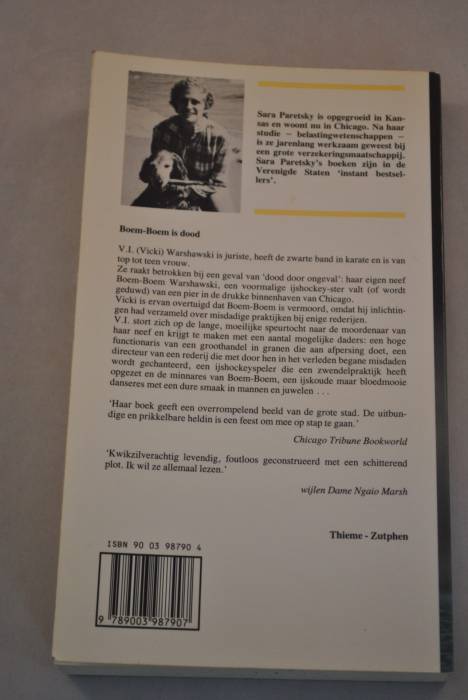 Sara Paretsky is opgegroeid in Kan-
sas en woont nu in Chicago. Na haar
studie – belastingwetenschappen –
is ze jarenlang werkzaam geweest bij
een grote verzekeringsmaatschappij.
Sara Paretsky's boeken zijn in de
Verenigde Staten 'instant bestsel-
lers'.
Boem-Boem is dood
V.I. (Vicki) Warshawski is juriste, heeft de zwarte band in karate en is van
top tot teen vrouw.
Ze raakt betrokken bij een geval van 'dood door ongeval': haar eigen neef
Boem-Boem Warshawski, een voormalige ijshockey-ster valt (of wordt
geduwd) van een pier in de drukke binnenhaven van Chicago.
Vicki is ervan overtuigd dat Boem-Boem is vermoord, omdat hij inlichtin-
gen had verzameld over misdadige praktijken bij enige rederijen.
V.I. stort zich op de lange, moeilijke speurtocht naar de moordenaar van
haar neef en krijgt te maken met een aantal mogelijke daders: een hoge
functionaris van een groothandel in granen die aan afpersing doet, een
directeur van een rederij die met door hen in het verleden begane misdaden
wordt gechanteerd, een ijshockeyspeler die een zwendelpraktijk heeft
opgezet en de minnares van Boem-Boem, een ijskoude maar bloedmooie
danseres met een dure smaak in mannen en juwelen . . .
'Haar boek geeft een overrompelend beeld van de grote stad. De uitbun-
dige en prikkelbare heldin is een feest om mee op stap te gaan.'
Chicago Tribune Bookworld
'Kwikzilverachtig levendig, foutloos geconstrueerd met een schitterend
plot. Ik wil ze allemaal lezen.'
wijlen Dame Ngaio Marsh
Thieme - Zutphen
ISBN 90 03 98790 4
9 789003 987907